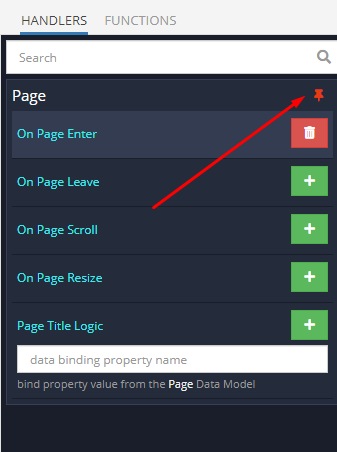 HANDLERS FUNCTIONS
Search
Page
On Page Enter
On Page Leave
On Page Scroll
On Page Resize
Page Title Logic
data binding property name
bind property value from the Page Data Model